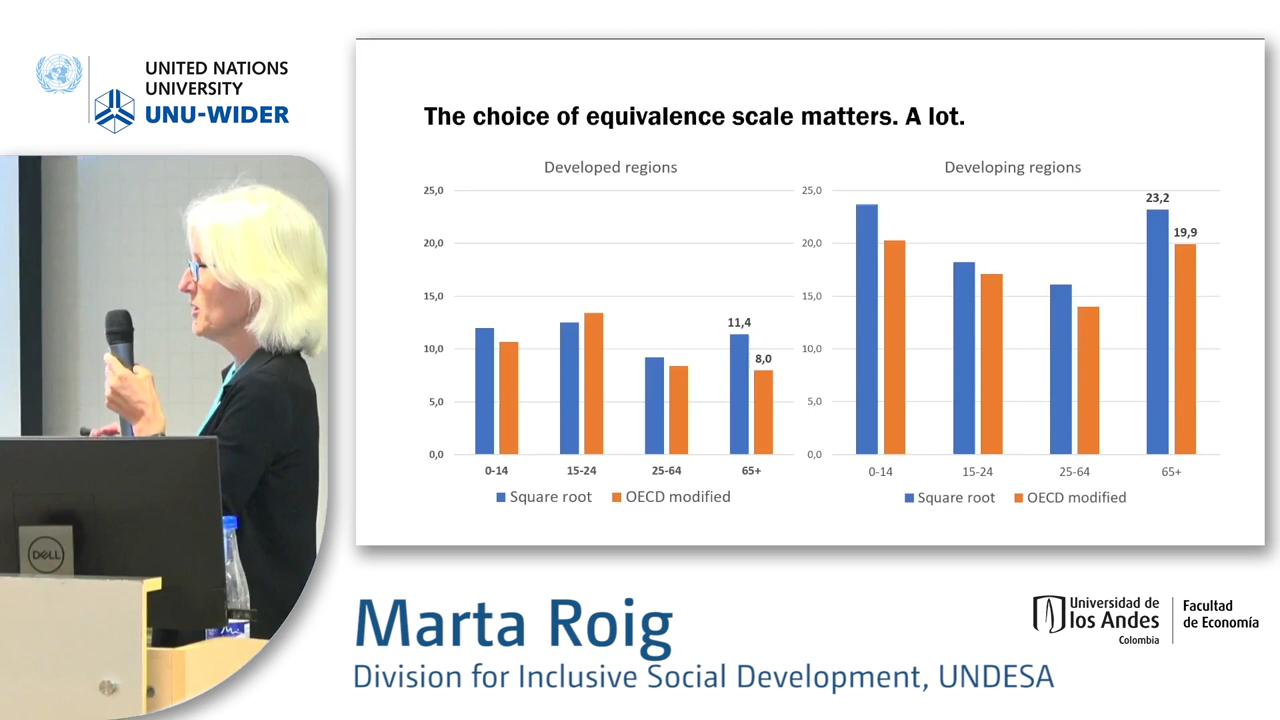 UNITED NATIONS
UNIVERSITY
UNU-WIDER
The choice of equivalence scale matters. A lot.
Developed regions
25,0
20,0
15,0
10,0
5,0
0,0
11,4
8,0
0-14 15-24 25-64 65+
Square root OECD modified
Developing regions
25,0
20,0
15,0
10,0
5,0
0,0
23,2
19,9
0-14 15-24 25-64 65+
Square root OECD modified
DELL
Marta Roig
Division for Inclusive Social Development, UNDESA
Universidad de
los Andes
Colombia
Facultad
de Economía